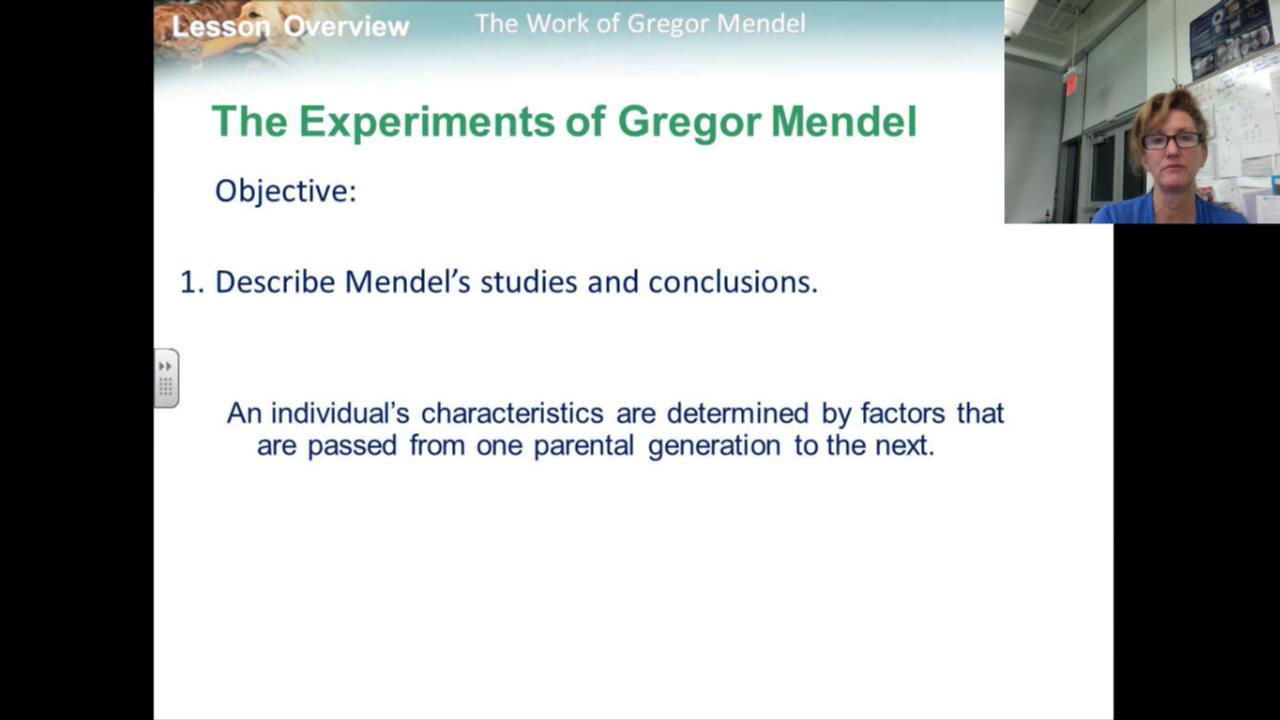 Lesson Overview The Work of Gregor Mendel
The Experiments of Gregor Mendel
Objective:
1. Describe Mendel’s studies and conclusions.
An individual’s characteristics are determined by factors that
are passed from one parental generation to the next.